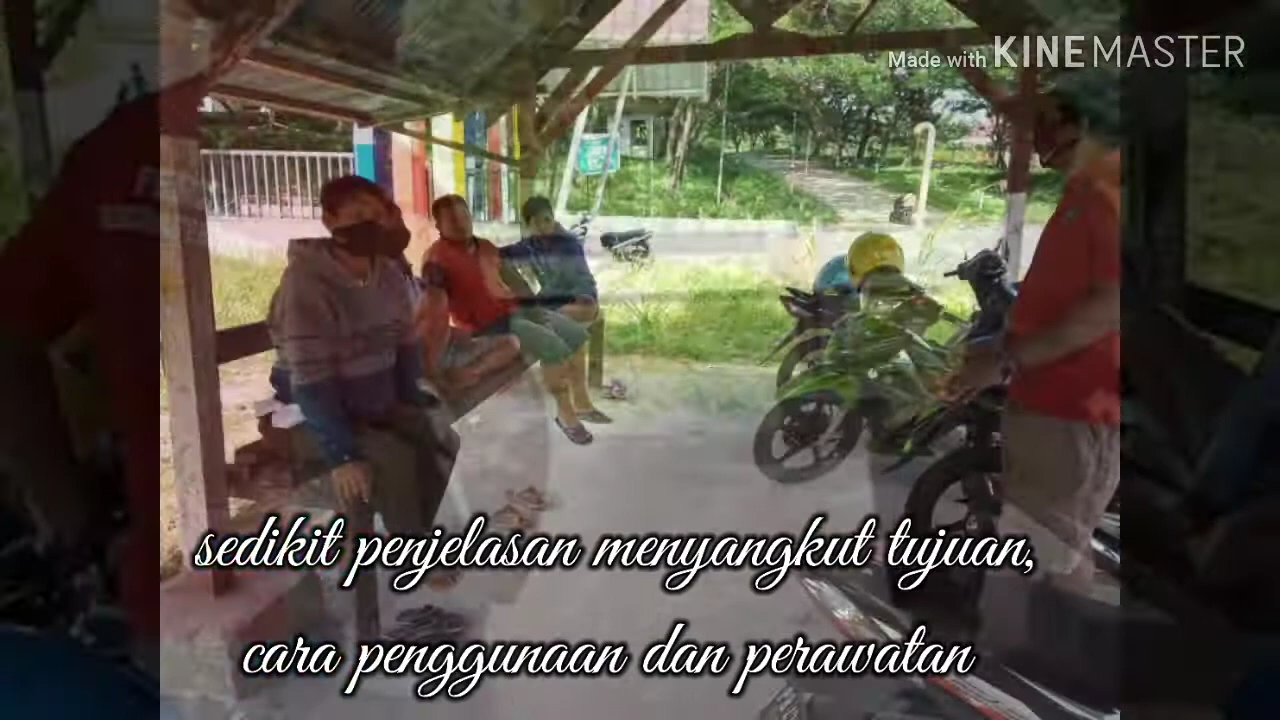 Made with KINEMASTER
sedikit penjelasan menyangkut tujuan,
cara penggunaan dan perawatan